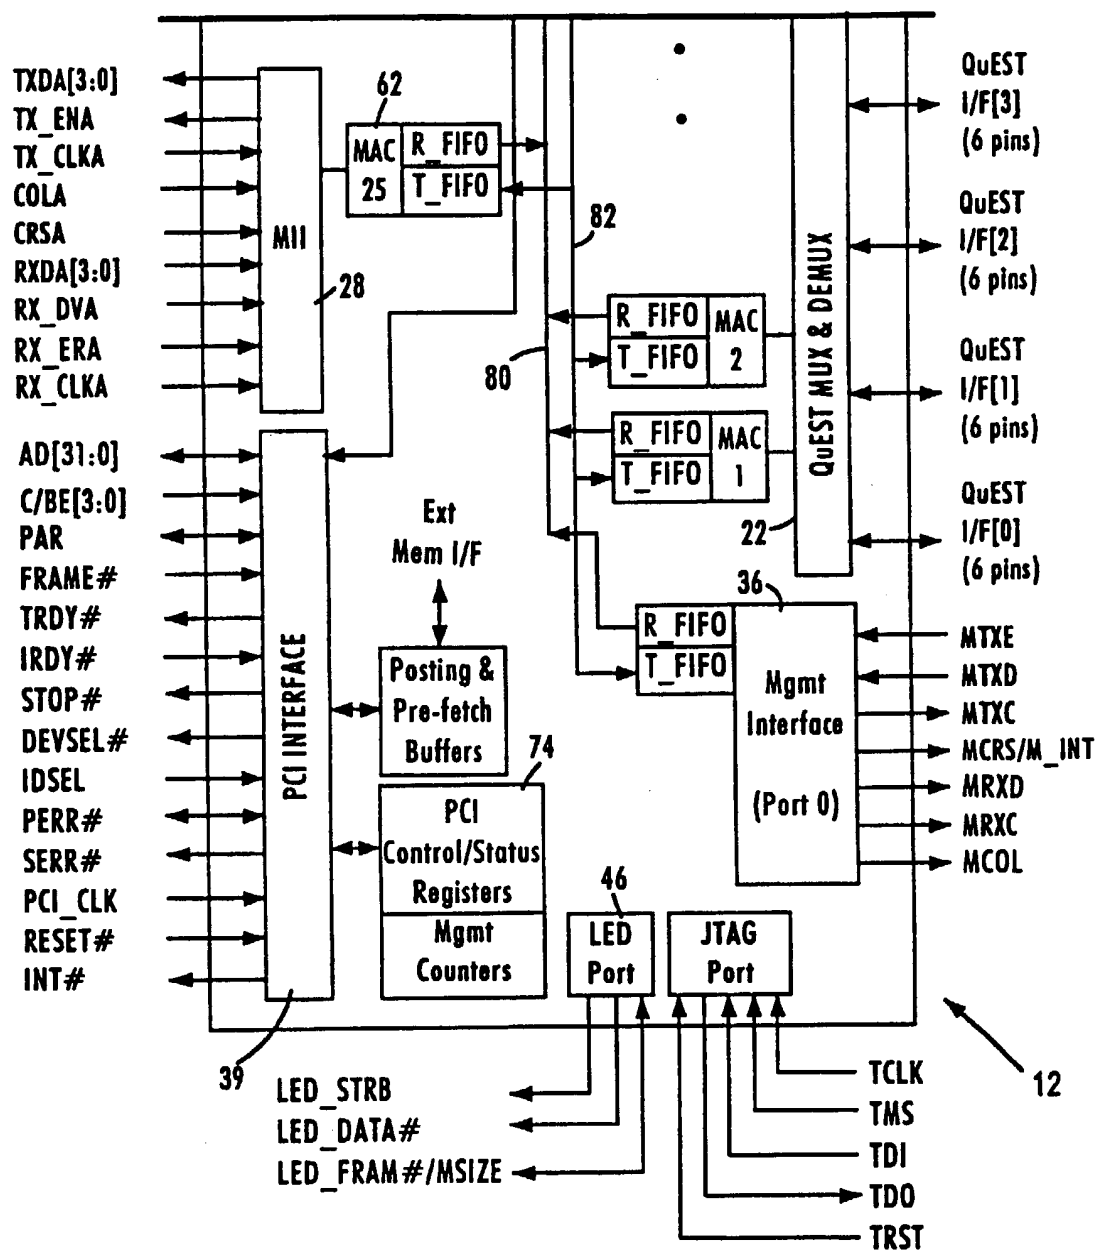 TXDA[3:0]
TX_ENA
TX_CLKA
COLA
CRSA
RXDA[3:0]
RX_DVA
RX_ERA
RX_CLKA
AD[31:0]
C/BE[3:0]
PAR
FRAME#
TRDY#
IRDY#
STOP#
DEVSEL#
IDSEL
PERR#
SERR#
PCI_CLK
RESET#
INT#
MII
28
62
MAC
25
R_FIFO
T_FIFO
PCI INTERFACE
39
Ext
Mem I/F
Posting &
Pre-fetch
Buffers
74
PCI
Control/Status
Registers
Mgmt
Counters
80
82
R_FIFO
T_FIFO
MAC
2
R_FIFO
T_FIFO
MAC
1
QuEST MUX & DEMUX
22
36
R_FIFO
T_FIFO
Mgmt
Interface
(Port 0)
46
LED
Port
JTAG
Port
QuEST
I/F[3]
(6 pins)
QuEST
I/F[2]
(6 pins)
QuEST
I/F[1]
(6 pins)
QuEST
I/F[0]
(6 pins)
MTXE
MTXD
MTXC
MCRS/M_INT
MRXD
MRXC
MCOL
12
LED_STRB
LED_DATA#
LED_FRAM#/MSIZE
TCLK
TMS
TDI
TDO
TRST